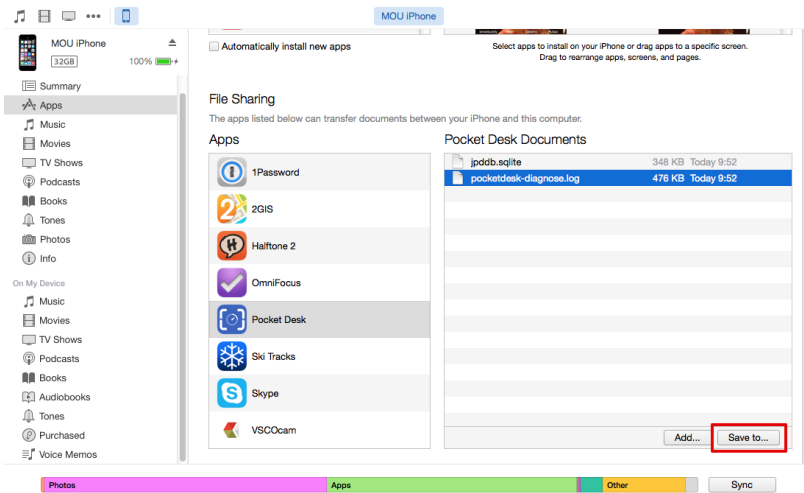 MOU iPhone
MOU iPhone
32GB 100%
Summary
Apps
Music
Movies
TV Shows
Podcasts
Books
Tones
Photos
Info
On My Device
Music
Movies
TV Shows
Podcasts
Books
Audiobooks
Tones
Purchased
Voice Memos
Automatically install new apps
Select apps to install on your iPhone or drag apps to a specific screen.
Drag to rearrange apps, screens, and pages.
File Sharing
The apps listed below can transfer documents between your iPhone and this computer.
Apps
1Password
2GIS
Halftone 2
OmniFocus
Pocket Desk
Ski Tracks
Skype
VSCOcam
Pocket Desk Documents
jpddb.sqlite 348 KB Today 9:52
pocketdesk-diagnose.log 476 KB Today 9:52
Add... Save to...
Photos Apps Other Sync